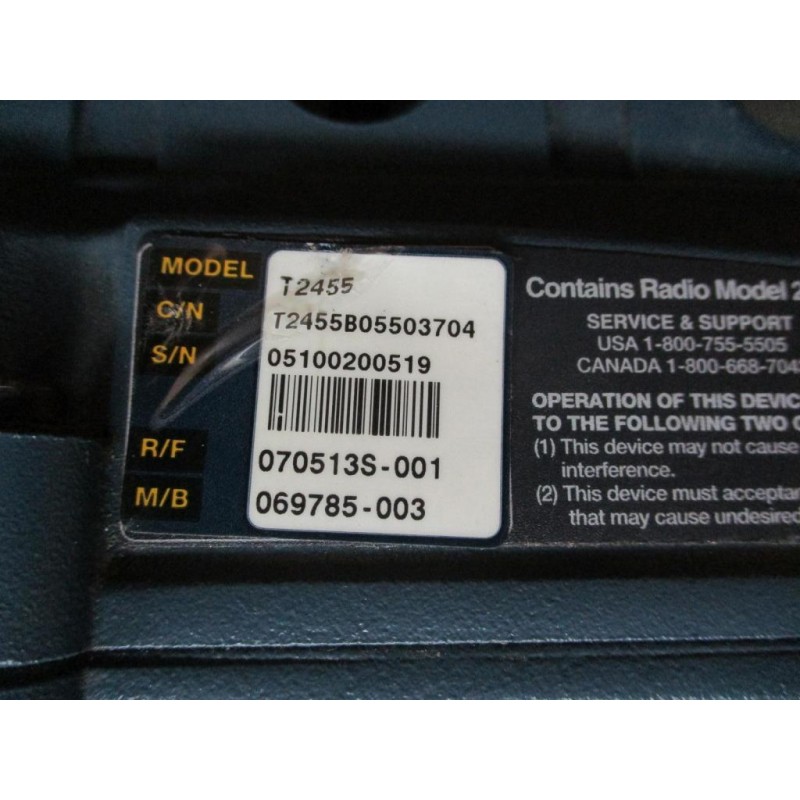 MODEL T2455
C/N T2455B05503704
S/N 05100200519
R/F 070513S-001
M/B 069785-003
Contains Radio Model 2
SERVICE & SUPPORT
USA 1-800-755-5505
CANADA 1-800-668-704
OPERATION OF THIS DEVIC
TO THE FOLLOWING TWO C
(1) This device may not cause
interference.
(2) This device must accept
that may cause undesired